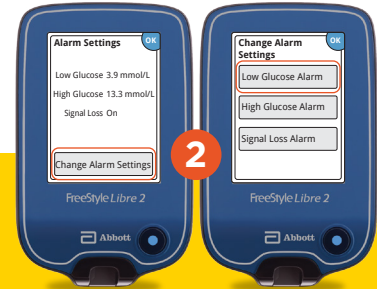 Alarm Settings
OK
Low Glucose 3.9 mmol/L
High Glucose 13.3 mmol/L
Signal Loss On
Change Alarm Settings
FreeStyle Libre 2
Abbott
2
Change Alarm
Settings
OK
Low Glucose Alarm
High Glucose Alarm
Signal Loss Alarm
FreeStyle Libre 2
Abbott